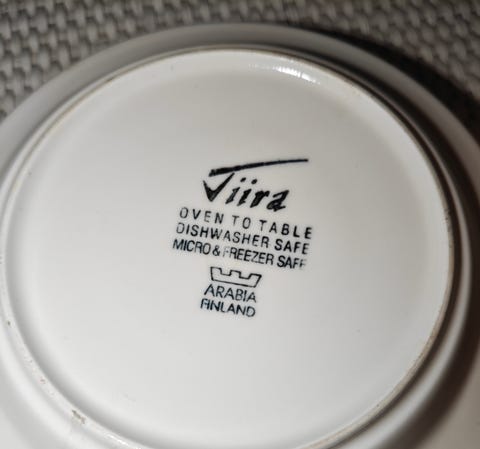 Tiira
OVEN TO TABLE
DISHWASHER SAFE
MICRO & FREEZER SAFE
ARABIA
FINLAND